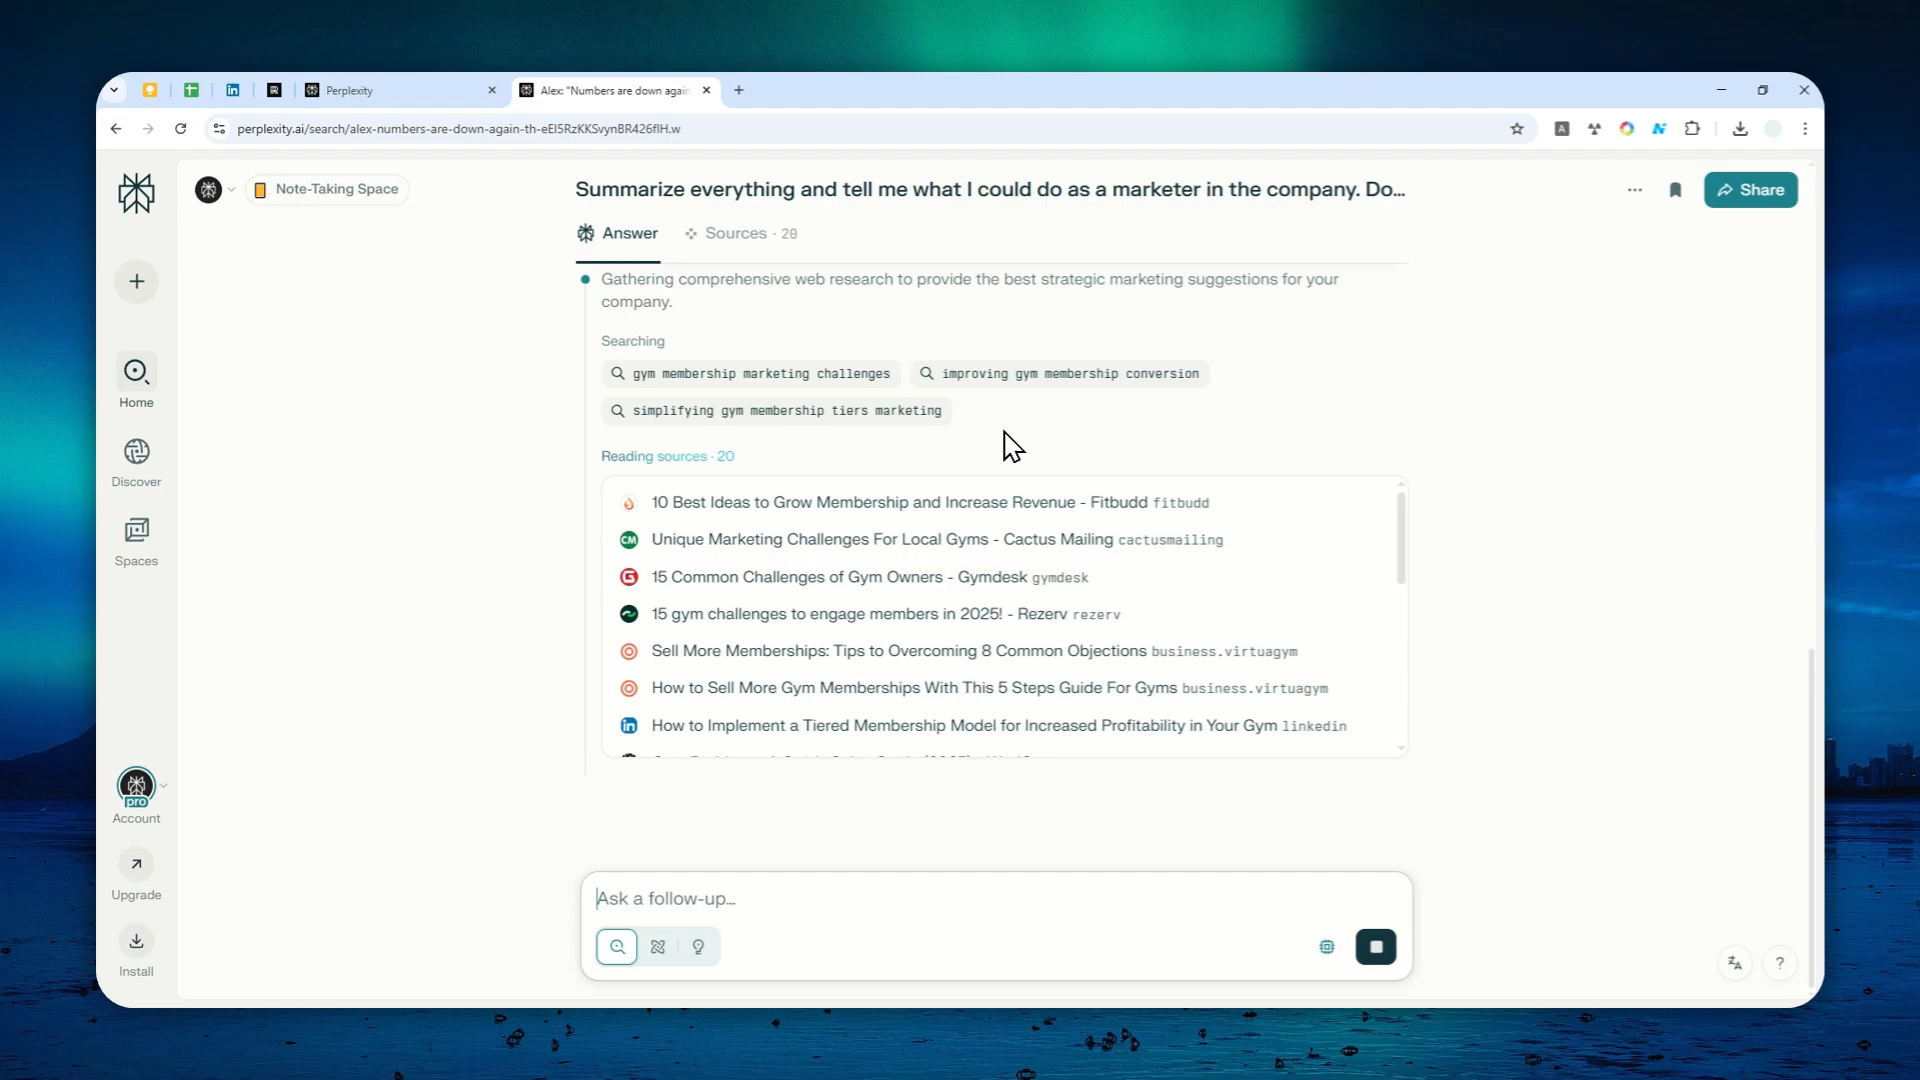 Perplexity
Alex: "Numbers are down again
perplexity.ai/search/alex-numbers-are-down-again-th-eEI5RzKKSvynBR426flH.w
Note-Taking Space
Summarize everything and tell me what I could do as a marketer in the company. Do...
Share
Answer
Sources · 20
Gathering comprehensive web research to provide the best strategic marketing suggestions for your
company.
Searching
gym membership marketing challenges
improving gym membership conversion
simplifying gym membership tiers marketing
Reading sources · 20
10 Best Ideas to Grow Membership and Increase Revenue - Fitbudd fitbudd
CM Unique Marketing Challenges For Local Gyms - Cactus Mailing cactusmailing
15 Common Challenges of Gym Owners - Gymdesk gymdesk
15 gym challenges to engage members in 2025! - Rezerv rezerv
Sell More Memberships: Tips to Overcoming 8 Common Objections business.virtuagym
How to Sell More Gym Memberships With This 5 Steps Guide For Gyms business.virtuagym
in How to Implement a Tiered Membership Model for Increased Profitability in Your Gym linkedin
Home
Discover
Spaces
pro
Account
Upgrade
Install
Ask a follow-up...
?